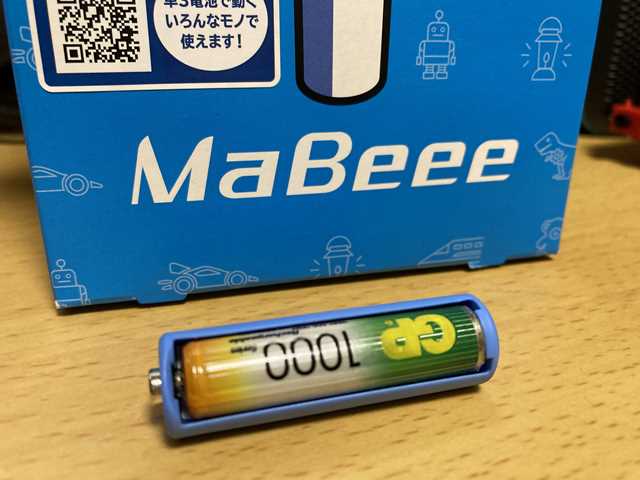 単3電池で動く
いろんなモノで
使えます!
MaBeee
GP
1000
Series